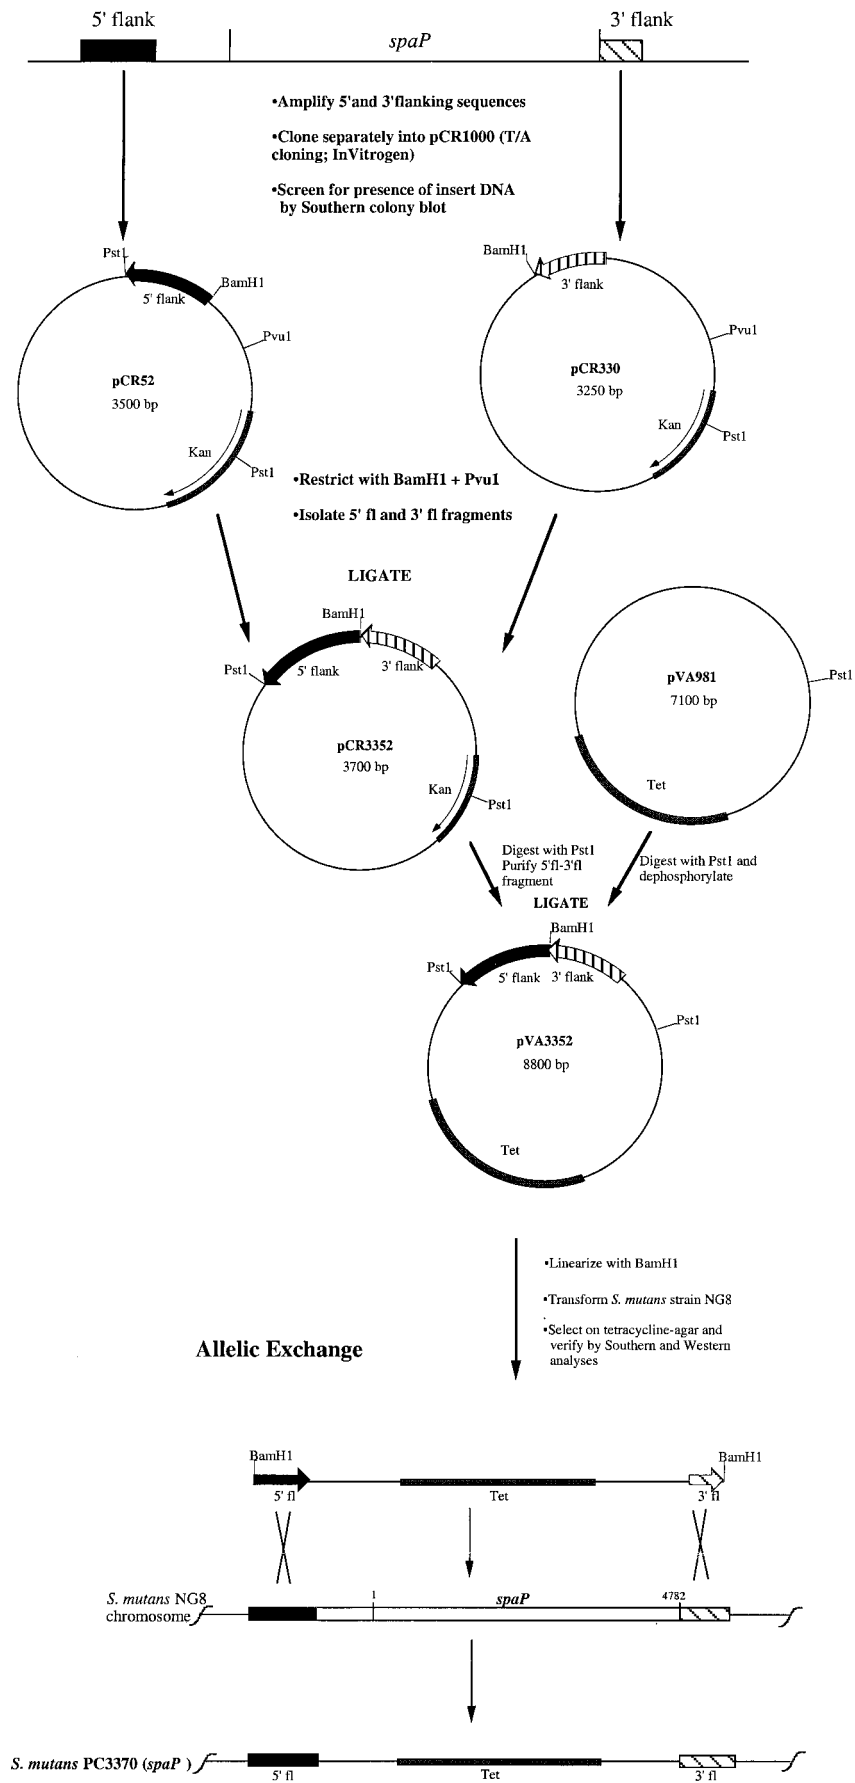 5' flank
spaP
3' flank
•Amplify 5'and 3'flanking sequences
•Clone separately into pCR1000 (T/A
cloning; InVitrogen)
•Screen for presence of insert DNA
by Southern colony blot
Pst1
BamH1
5' flank
Pvu1
pCR52
3500 bp
Kan
Pst1
BamH1
3' flank
Pvu1
pCR330
3250 bp
Kan
Pst1
•Restrict with BamH1 + Pvu1
•Isolate 5' fl and 3' fl fragments
LIGATE
BamH1
Pst1
5' flank
3' flank
pCR3352
3700 bp
Kan
Pst1
pVA981
7100 bp
Pst1
Tet
Digest with Pst1
Purify 5'fl-3'fl
fragment
Digest with Pst1 and
dephosphorylate
LIGATE
BamH1
Pst1
5' flank
3' flank
Pst1
pVA3352
8800 bp
Tet
•Linearize with BamH1
•Transform S. mutans strain NG8
•Select on tetracycline-agar and
verify by Southern and Western
analyses
Allelic Exchange
BamH1
BamH1
5' fl
Tet
3' fl
S. mutans NG8
chromosome
1
spaP
4782
S. mutans PC3370 (spaP )
5' fl
Tet
3' fl